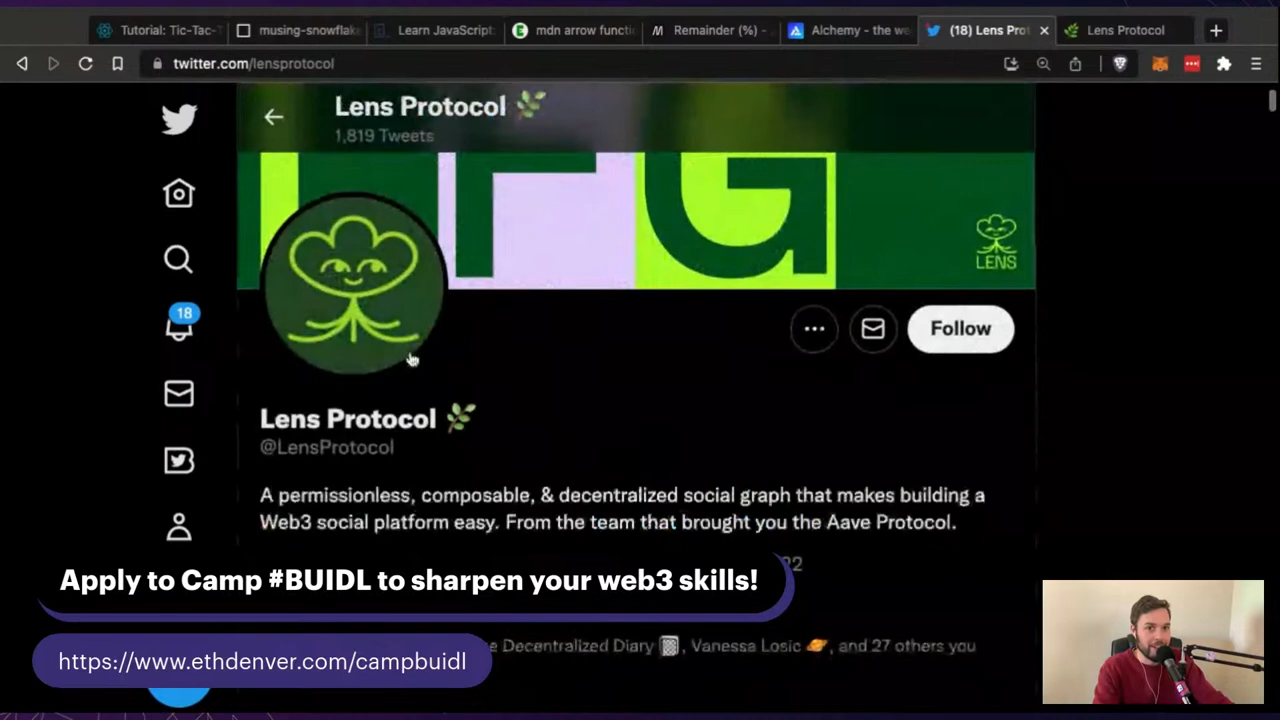 Tutorial: Tic-Tac-T
musing-snowflake
Learn JavaScript:
mdn arrow functi
Remainder (%) -
Alchemy - the we
(18) Lens Prot
Lens Protocol
twitter.com/lensprotocol
Lens Protocol 🌿
1,819 Tweets
LENS
18
Follow
Lens Protocol 🌿
@LensProtocol
A permissionless, composable, & decentralized social graph that makes building a
Web3 social platform easy. From the team that brought you the Aave Protocol.
Apply to Camp #BUIDL to sharpen your web3 skills!
Decentralized Diary 📓, Vanessa Losic 🪐, and 27 others you
https://www.ethdenver.com/campbuidl